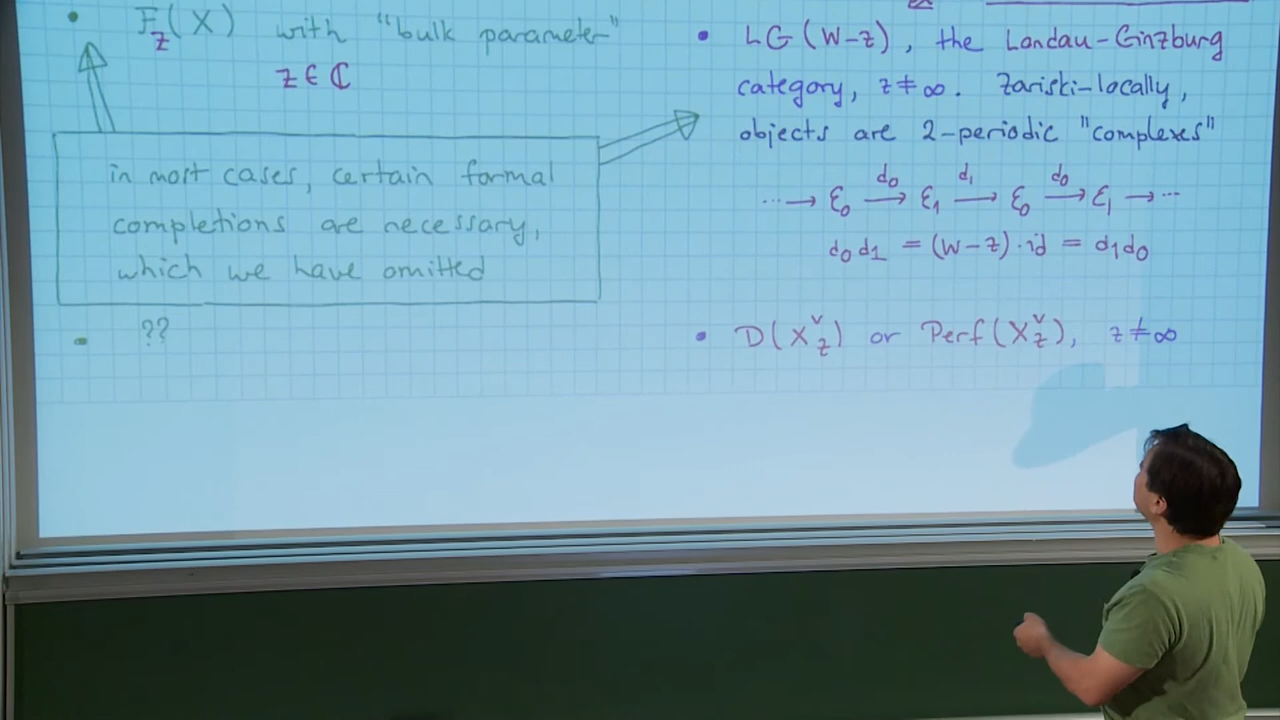 • F_z(X) with "bulk parameter"
z ∈ ℂ
in most cases, certain formal
completions are necessary,
which we have omitted
• ??
• LG(W-z), the Landau-Ginzburg
category, z≠∞. Zariski-locally,
objects are 2-periodic "complexes"
⋯ → ℰ₀ —d₀→ ℰ₁ —d₁→ ℰ₀ —d₀→ ℰ₁ → ⋯
d₀d₁ = (W-z)·id = d₁d₀
• D(X^∨_z) or Perf(X^∨_z), z≠∞